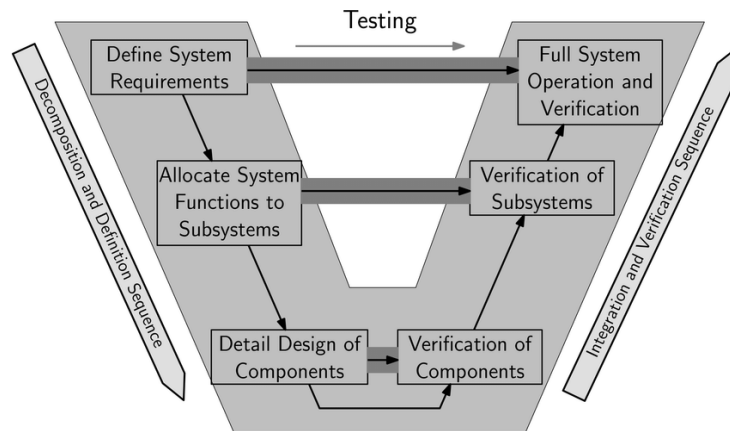 Testing
Define System
Requirements
Full System
Operation and
Verification
Decomposition and Definition Sequence
Allocate System
Functions to
Subsystems
Verification of
Subsystems
Integration and Verification Sequence
Detail Design of
Components
Verification of
Components